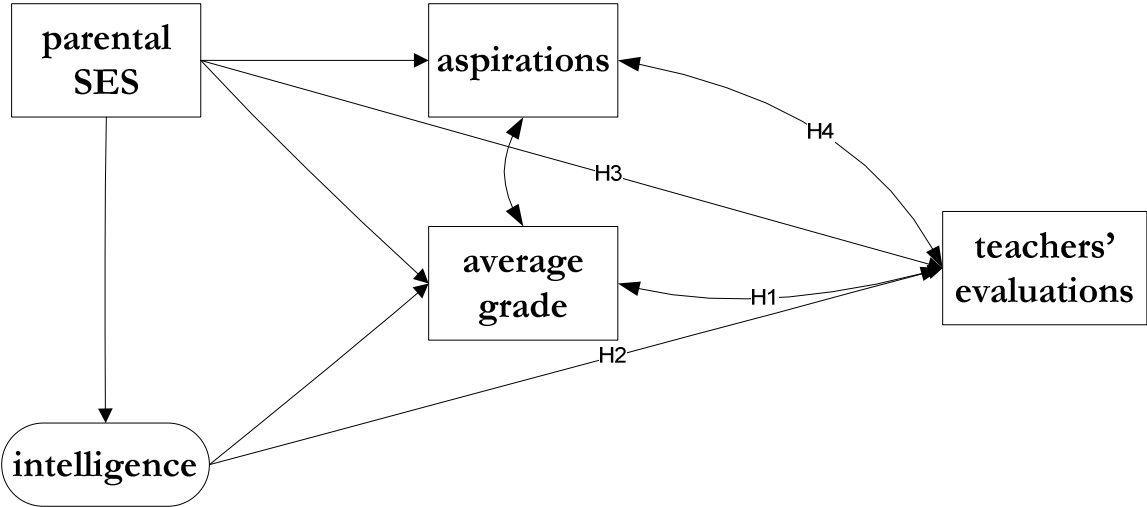 parental
SES
aspirations
H4
H3
average
grade
teachers’
evaluations
H1
H2
intelligence